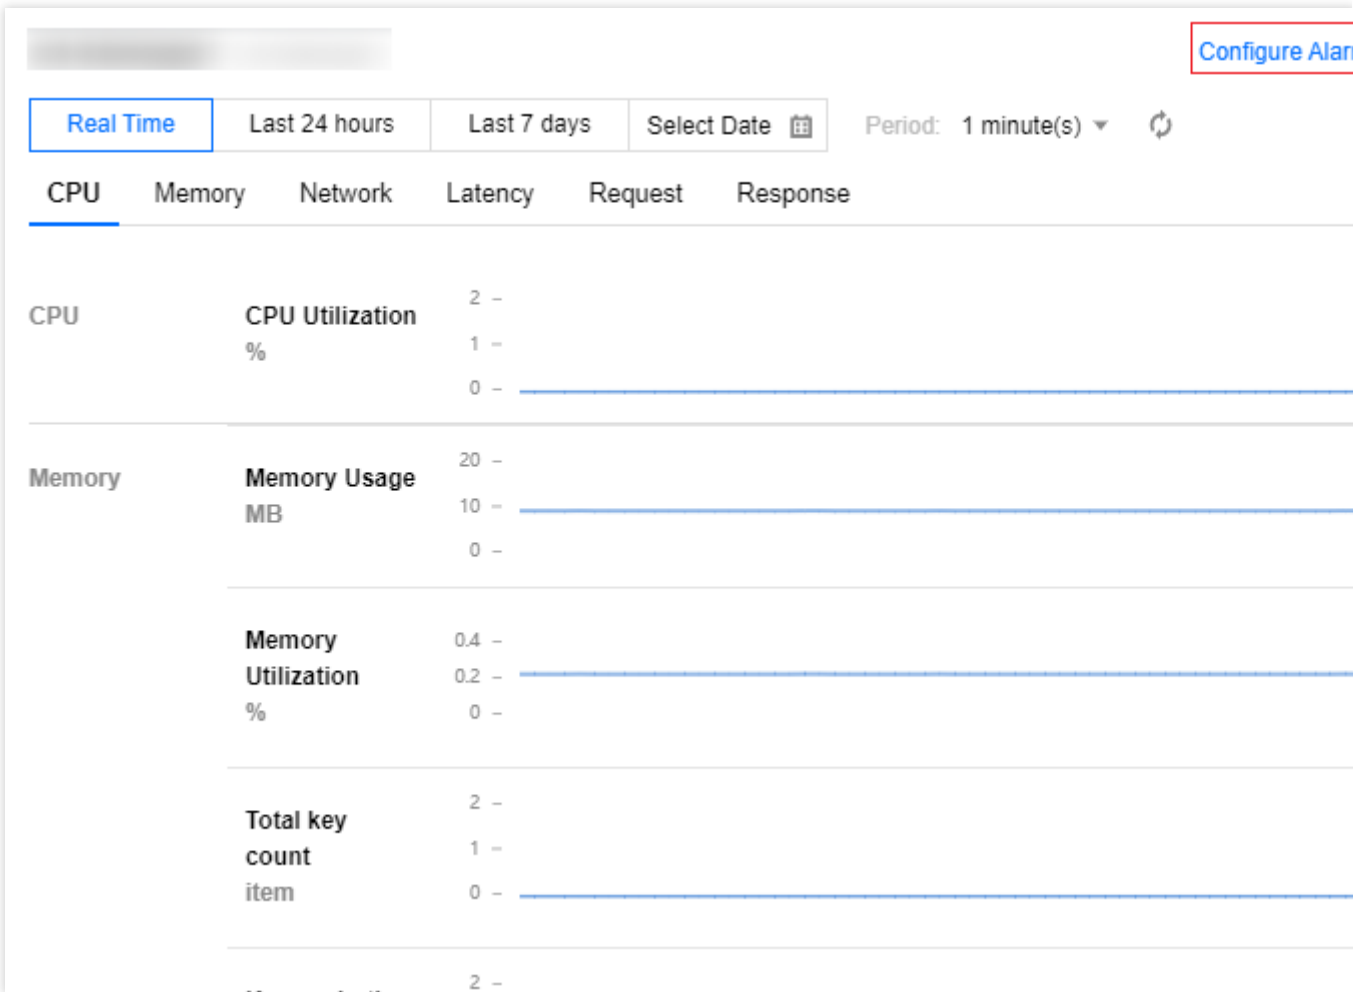 Configure Alar
Real Time Last 24 hours Last 7 days Select Date Period: 1 minute(s)
CPU Memory Network Latency Request Response
CPU CPU Utilization
%
2
1
0
Memory Memory Usage
MB
20
10
0
Memory
Utilization
%
0.4
0.2
0
Total key
count
item
2
1
0
2